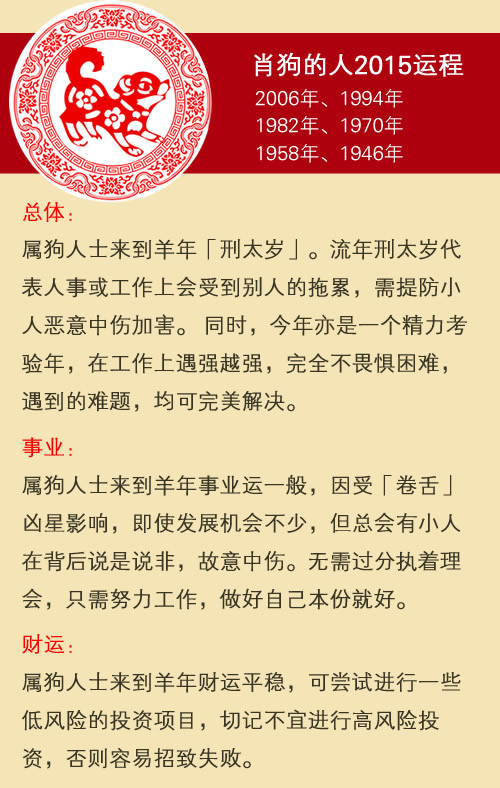 肖狗的人2015运程
2006年、1994年
1982年、1970年
1958年、1946年
总体：
属狗人士来到羊年「刑太岁」。流年刑太岁代
表人事或工作上会受到别人的拖累，需提防小
人恶意中伤加害。 同时，今年亦是一个精力考
验年，在工作上遇强越强，完全不畏惧困难，
遇到的难题，均可完美解决。
事业：
属狗人士来到羊年事业运一般，因受「卷舌」
凶星影响，即使发展机会不少，但总会有小人
在背后说是说非，故意中伤。无需过分执着理
会，只需努力工作，做好自己本份就好。
财运：
属狗人士来到羊年财运平稳，可尝试进行一些
低风险的投资项目，切记不宜进行高风险投
资，否则容易招致失败。